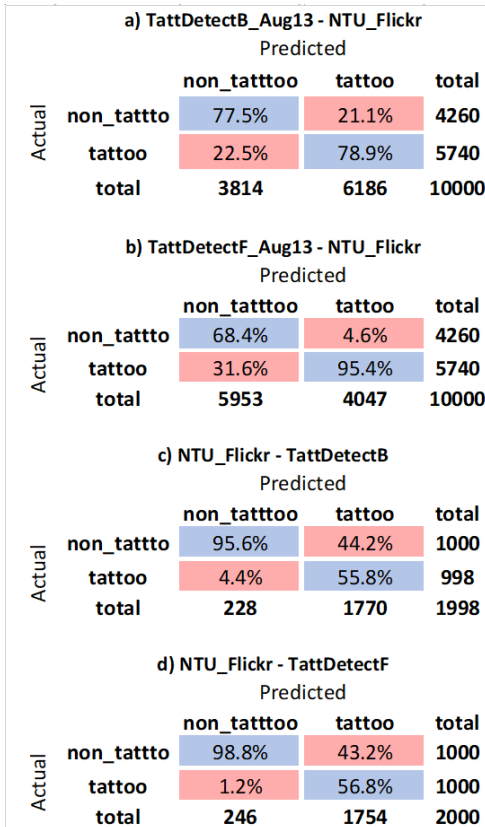 a) TattDetectB_Aug13 - NTU_Flickr
Predicted
non_tatttoo tattoo total
Actual
non_tattto 77.5% 21.1% 4260
tattoo 22.5% 78.9% 5740
total 3814 6186 10000
b) TattDetectF_Aug13 - NTU_Flickr
Predicted
non_tatttoo tattoo total
Actual
non_tattto 68.4% 4.6% 4260
tattoo 31.6% 95.4% 5740
total 5953 4047 10000
c) NTU_Flickr - TattDetectB
Predicted
non_tatttoo tattoo total
Actual
non_tattto 95.6% 44.2% 1000
tattoo 4.4% 55.8% 998
total 228 1770 1998
d) NTU_Flickr - TattDetectF
Predicted
non_tatttoo tattoo total
Actual
non_tattto 98.8% 43.2% 1000
tattoo 1.2% 56.8% 1000
total 246 1754 2000